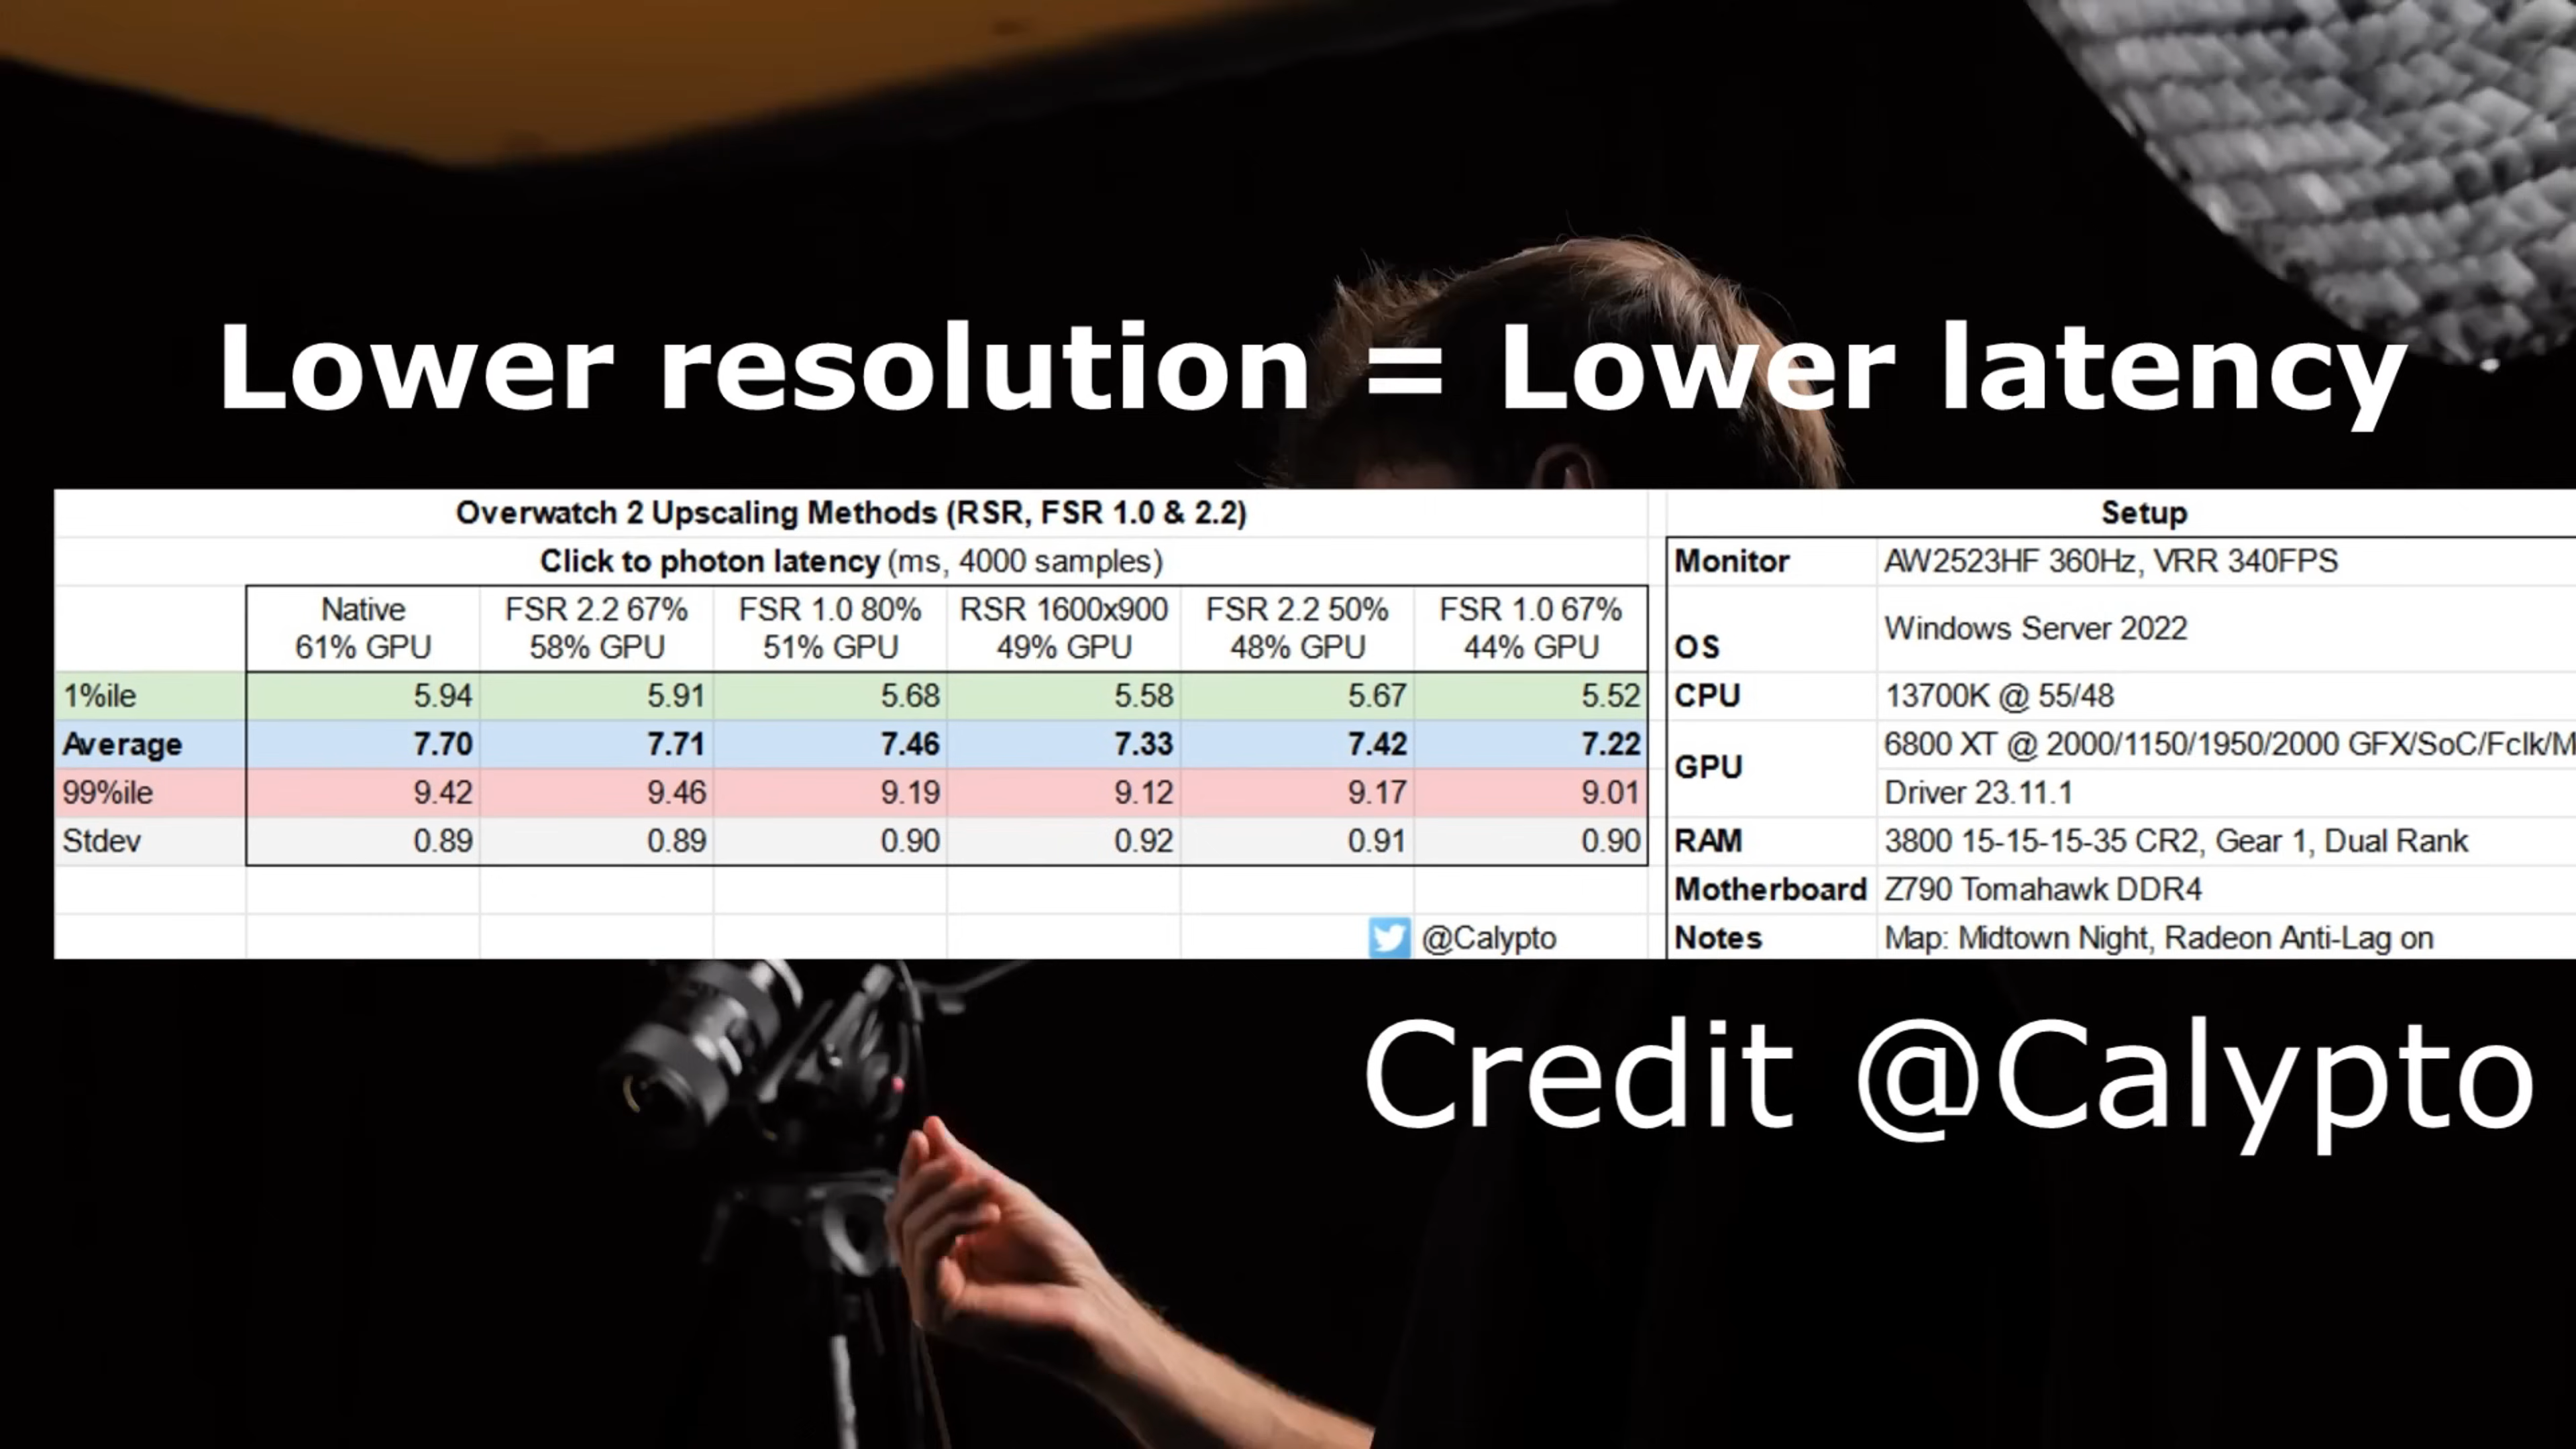 Lower resolution = Lower latency
Overwatch 2 Upscaling Methods (RSR, FSR 1.0 & 2.2)
Click to photon latency (ms, 4000 samples)
Native 61% GPU FSR 2.2 67% 58% GPU FSR 1.0 80% 51% GPU RSR 1600x900 49% GPU FSR 2.2 50% 48% GPU FSR 1.0 67% 44% GPU
1%ile 5.94 5.91 5.68 5.58 5.67 5.52
Average 7.70 7.71 7.46 7.33 7.42 7.22
99%ile 9.42 9.46 9.19 9.12 9.17 9.01
Stdev 0.89 0.89 0.90 0.92 0.91 0.90
@Calypto
Setup
Monitor AW2523HF 360Hz, VRR 340FPS
OS Windows Server 2022
CPU 13700K @ 55/48
GPU 6800 XT @ 2000/1150/1950/2000 GFX/SoC/Fclk/M
Driver 23.11.1
RAM 3800 15-15-15-35 CR2, Gear 1, Dual Rank
Motherboard Z790 Tomahawk DDR4
Notes Map: Midtown Night, Radeon Anti-Lag on
Credit @Calypto